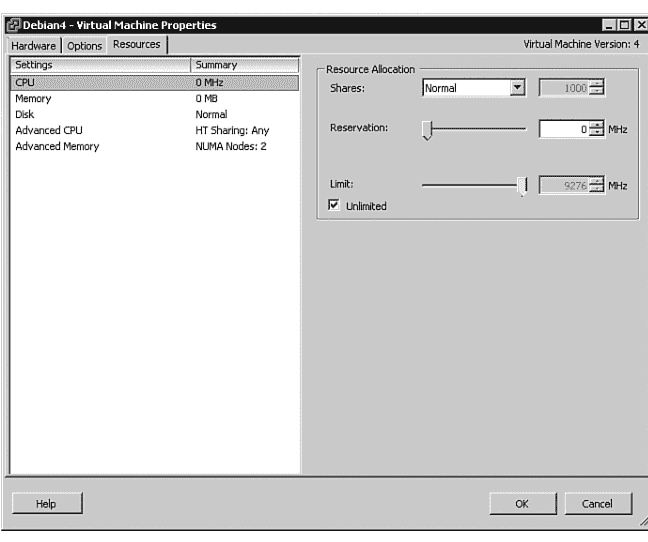 Debian4 - Virtual Machine Properties
Hardware Options Resources Virtual Machine Version: 4
Settings Summary
CPU 0 MHz
Memory 0 MB
Disk Normal
Advanced CPU HT Sharing: Any
Advanced Memory NUMA Nodes: 2
Resource Allocation
Shares: Normal 1000
Reservation: 0 MHz
Limit: 9276 MHz
Unlimited
Help OK Cancel